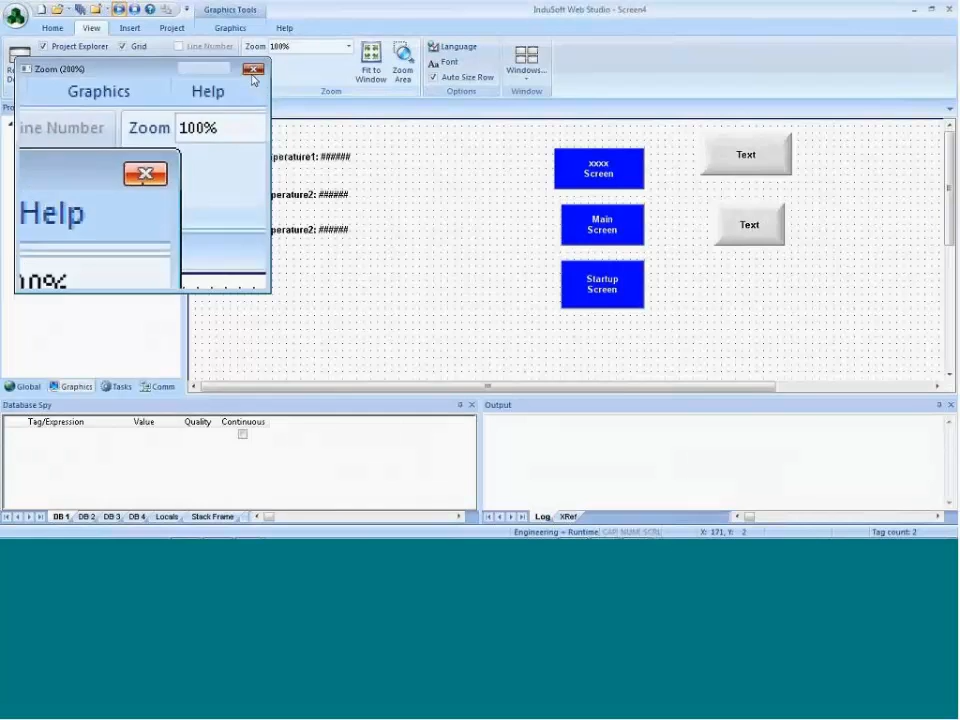 Graphics Tools
InduSoft Web Studio - Screen4
Home View Insert Project Graphics Help
Project Explorer Grid Line Number Zoom 100%
Language
Font
Auto Size Row
Fit to
Window
Zoom
Area
Windows...
Zoom Options Window
Zoom (200%)
Graphics Help
ine Number Zoom 100%
Help
perature1: ######
perature2: ######
perature2: ######
xxxx
Screen
Main
Screen
Startup
Screen
Text
Text
Global Graphics Tasks Comm
Database Spy
Output
Tag/Expression Value Quality Continuous
DB 1 DB 2 DB 3 DB 4 Locals Stack Frame
Log XRef
Engineering + Runtime CAP NUM SCRL X: 171, Y: 2 Tag count: 2